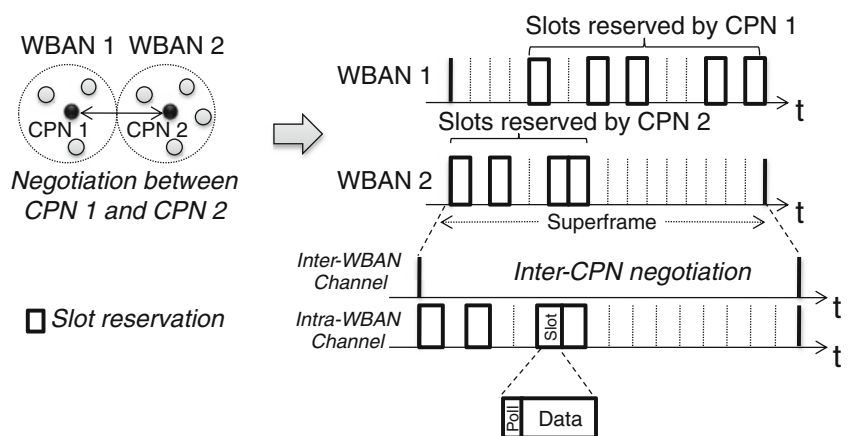 WBAN 1 WBAN 2
CPN 1 CPN 2
Negotiation between
CPN 1 and CPN 2
Slot reservation
Slots reserved by CPN 1
WBAN 1
t
Slots reserved by CPN 2
WBAN 2
t
Superframe
Inter-WBAN
Channel
Inter-CPN negotiation
t
Intra-WBAN
Channel
Slot
t
Poll Data